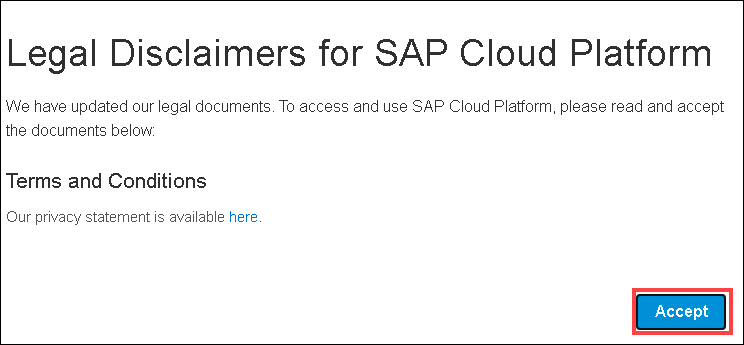 Legal Disclaimers for SAP Cloud Platform
We have updated our legal documents. To access and use SAP Cloud Platform, please read and accept
the documents below:
Terms and Conditions
Our privacy statement is available here.
Accept